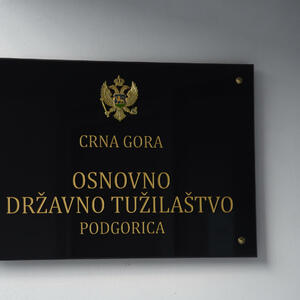 CRNA GORA
OSNOVNO
DRŽAVNO TUŽILAŠTVO
PODGORICA